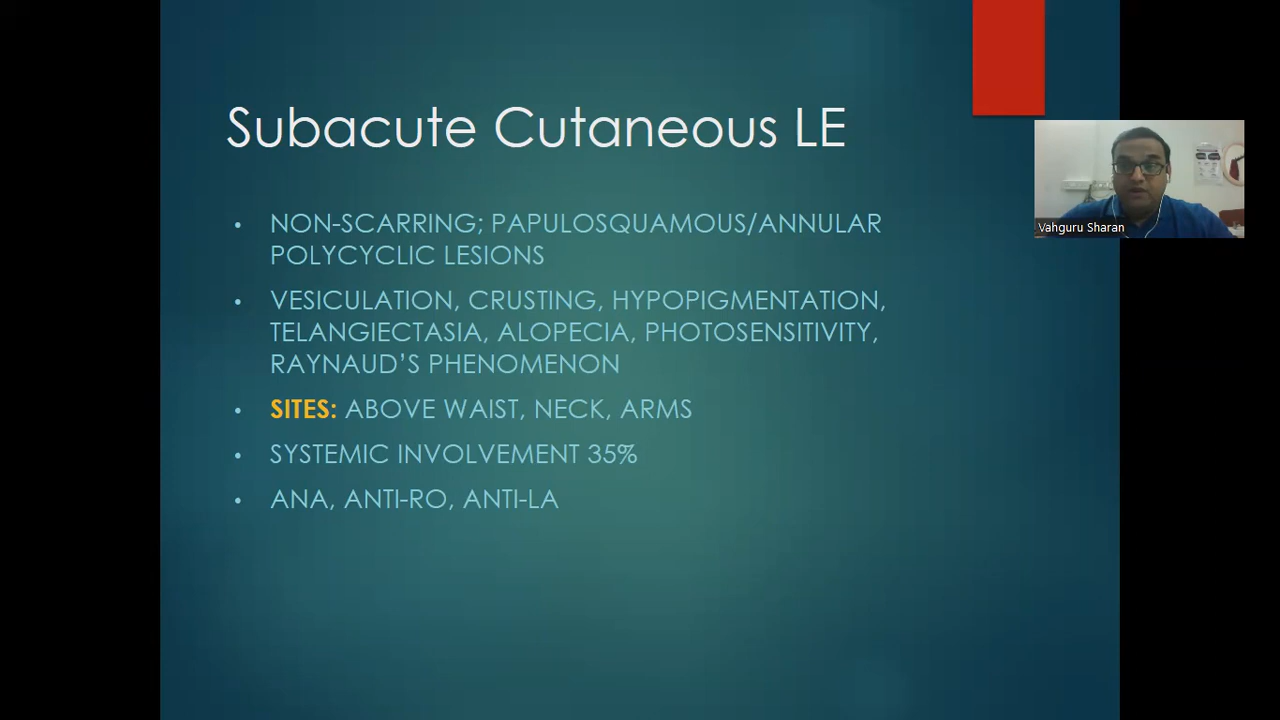 Subacute Cutaneous LE
• NON-SCARRING; PAPULOSQUAMOUS/ANNULAR
POLYCYCLIC LESIONS
• VESICULATION, CRUSTING, HYPOPIGMENTATION,
TELANGIECTASIA, ALOPECIA, PHOTOSENSITIVITY,
RAYNAUD’S PHENOMENON
• SITES: ABOVE WAIST, NECK, ARMS
• SYSTEMIC INVOLVEMENT 35%
• ANA, ANTI-RO, ANTI-LA
Vahguru Sharan